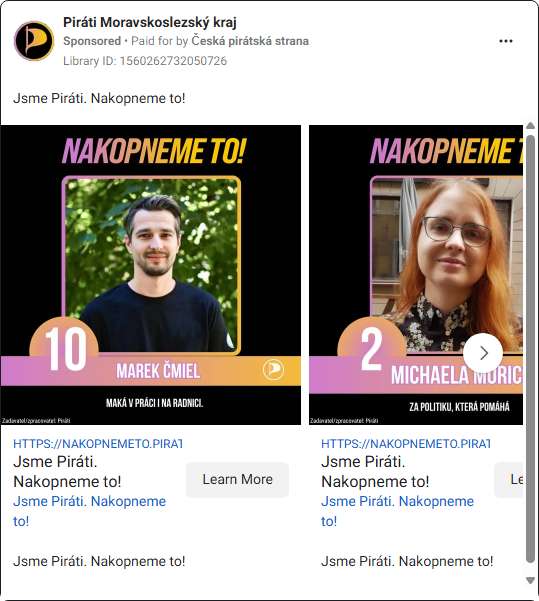 Piráti Moravskoslezský kraj
Sponsored • Paid for by Česká pirátská strana
Library ID: 1560262732050726
Jsme Piráti. Nakopneme to!
NAKOPNEME TO!
10
MAREK ČMIEL
MAKÁ V PRÁCI I NA RADNICI.
Zadavatel/zpracovatel: Piráti
HTTPS://NAKOPNEMETO.PIRAT
Jsme Piráti.
Nakopneme to!
Jsme Piráti. Nakopneme
to!
Learn More
Jsme Piráti. Nakopneme to!
NAKOPNEME
2
MICHAELA
ZA POLITIKU, KTERÁ POMÁHÁ
Zadavatel/zpracovatel: Piráti
HTTPS://NAKOPNEMETO.PIRAT
Jsme Piráti.
Nakopneme to!
Jsme Piráti. Nakopneme
to!
Le
Jsme Piráti. Nakopneme to!